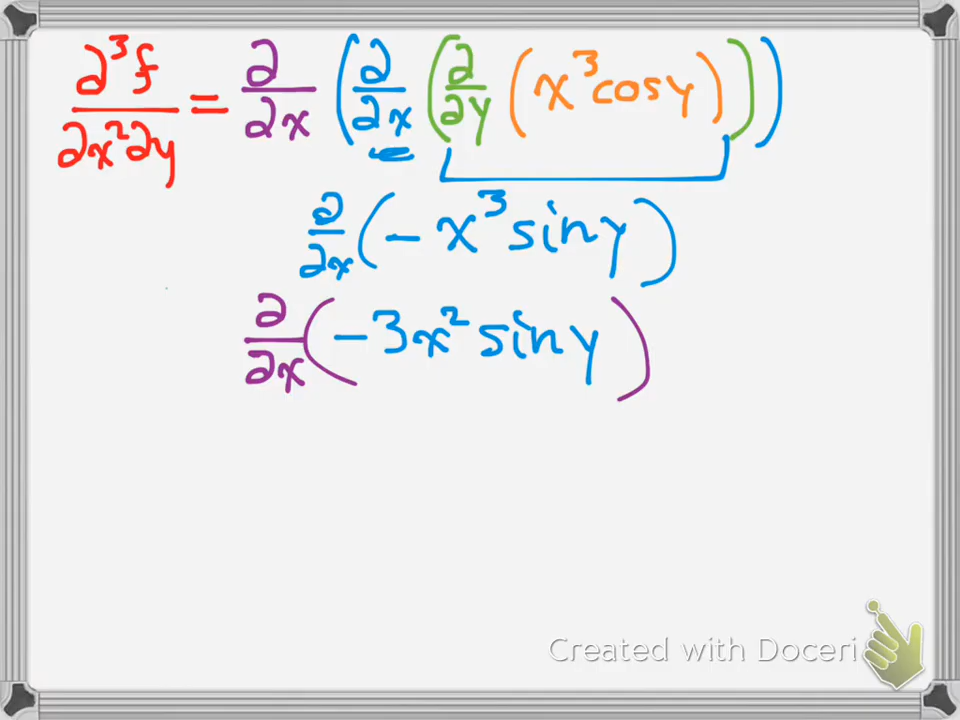 ∂³f/∂x²∂y = ∂/∂x (∂/∂x (∂/∂y (x³cosy)))
∂/∂x (-x³siny)
∂/∂x (-3x²siny)
Created with Doceri